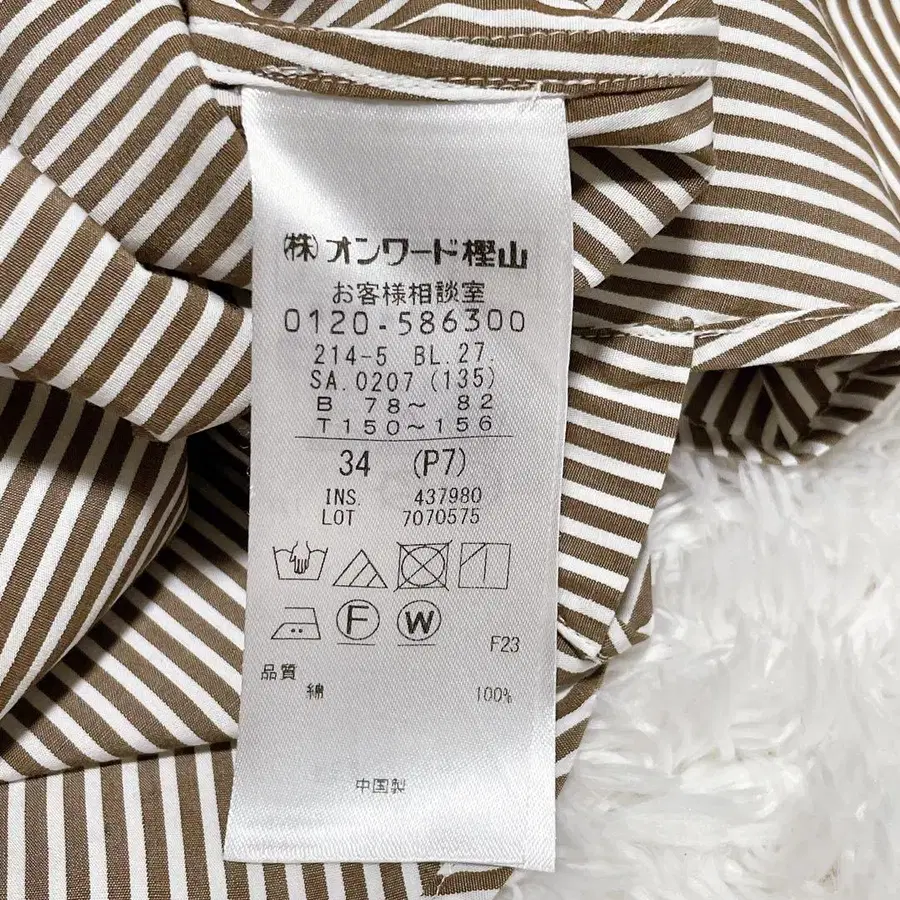 (株)オンワード樫山
お客様相談室
0120-586300
214-5 BL.27.
SA.0207 (135)
B 78～ 82
T150～156
34 (P7)
INS 437980
LOT 7070575
F W
F23
品質
綿 100%
中国製